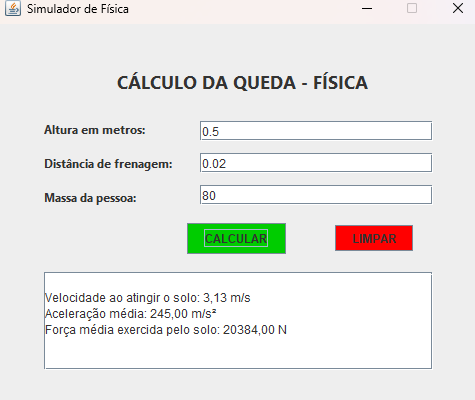 Simulador de Física
CÁLCULO DA QUEDA - FÍSICA
Altura em metros: 0.5
Distância de frenagem: 0.02
Massa da pessoa: 80
CALCULAR LIMPAR
Velocidade ao atingir o solo: 3,13 m/s
Aceleração média: 245,00 m/s²
Força média exercida pelo solo: 20384,00 N